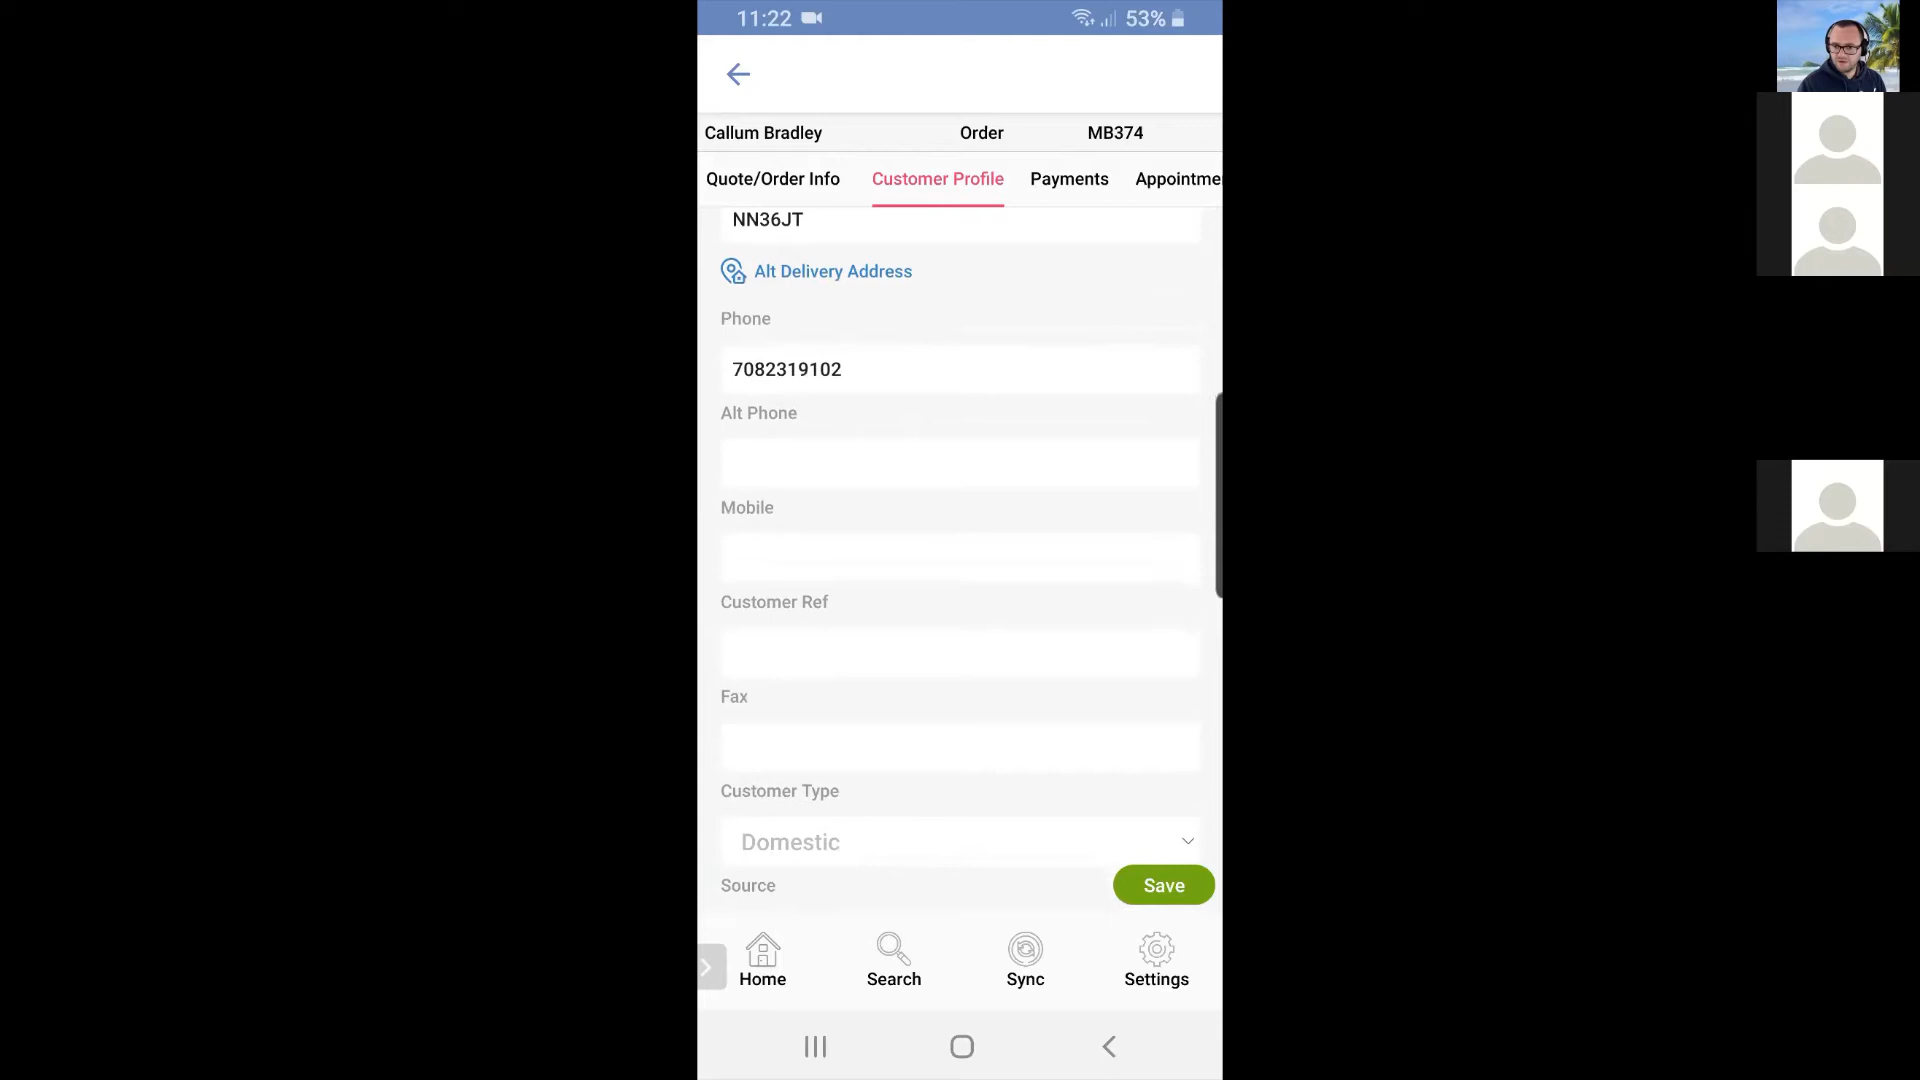 11:22 53%
Callum Bradley Order MB374
Quote/Order Info Customer Profile Payments Appointme
NN36JT
Alt Delivery Address
Phone
7082319102
Alt Phone
Mobile
Customer Ref
Fax
Customer Type
Domestic
Source
Save
Home Search Sync Settings